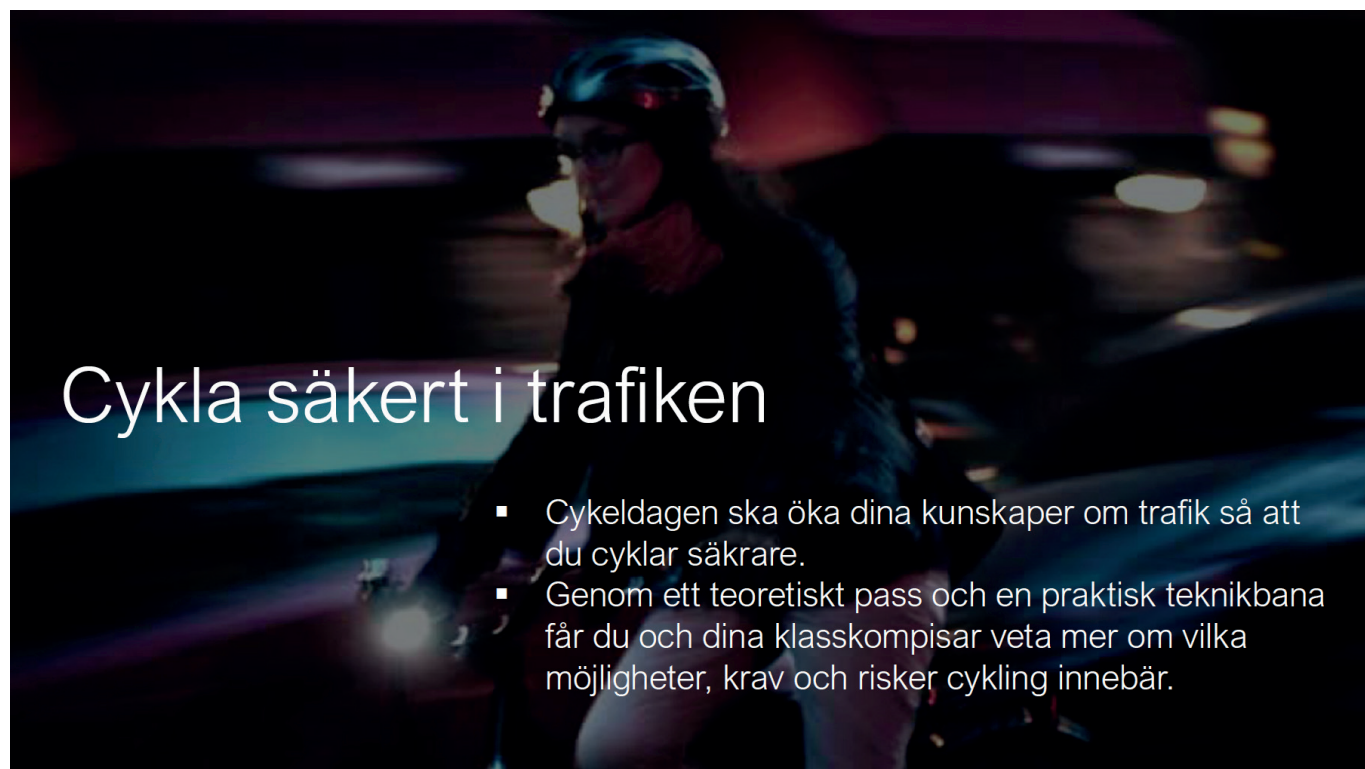 Cykla säkert i trafiken
▪ Cykeldagen ska öka dina kunskaper om trafik så att
du cyklar säkrare.
▪ Genom ett teoretiskt pass och en praktisk teknikbana
får du och dina klasskompisar veta mer om vilka
möjligheter, krav och risker cykling innebär.